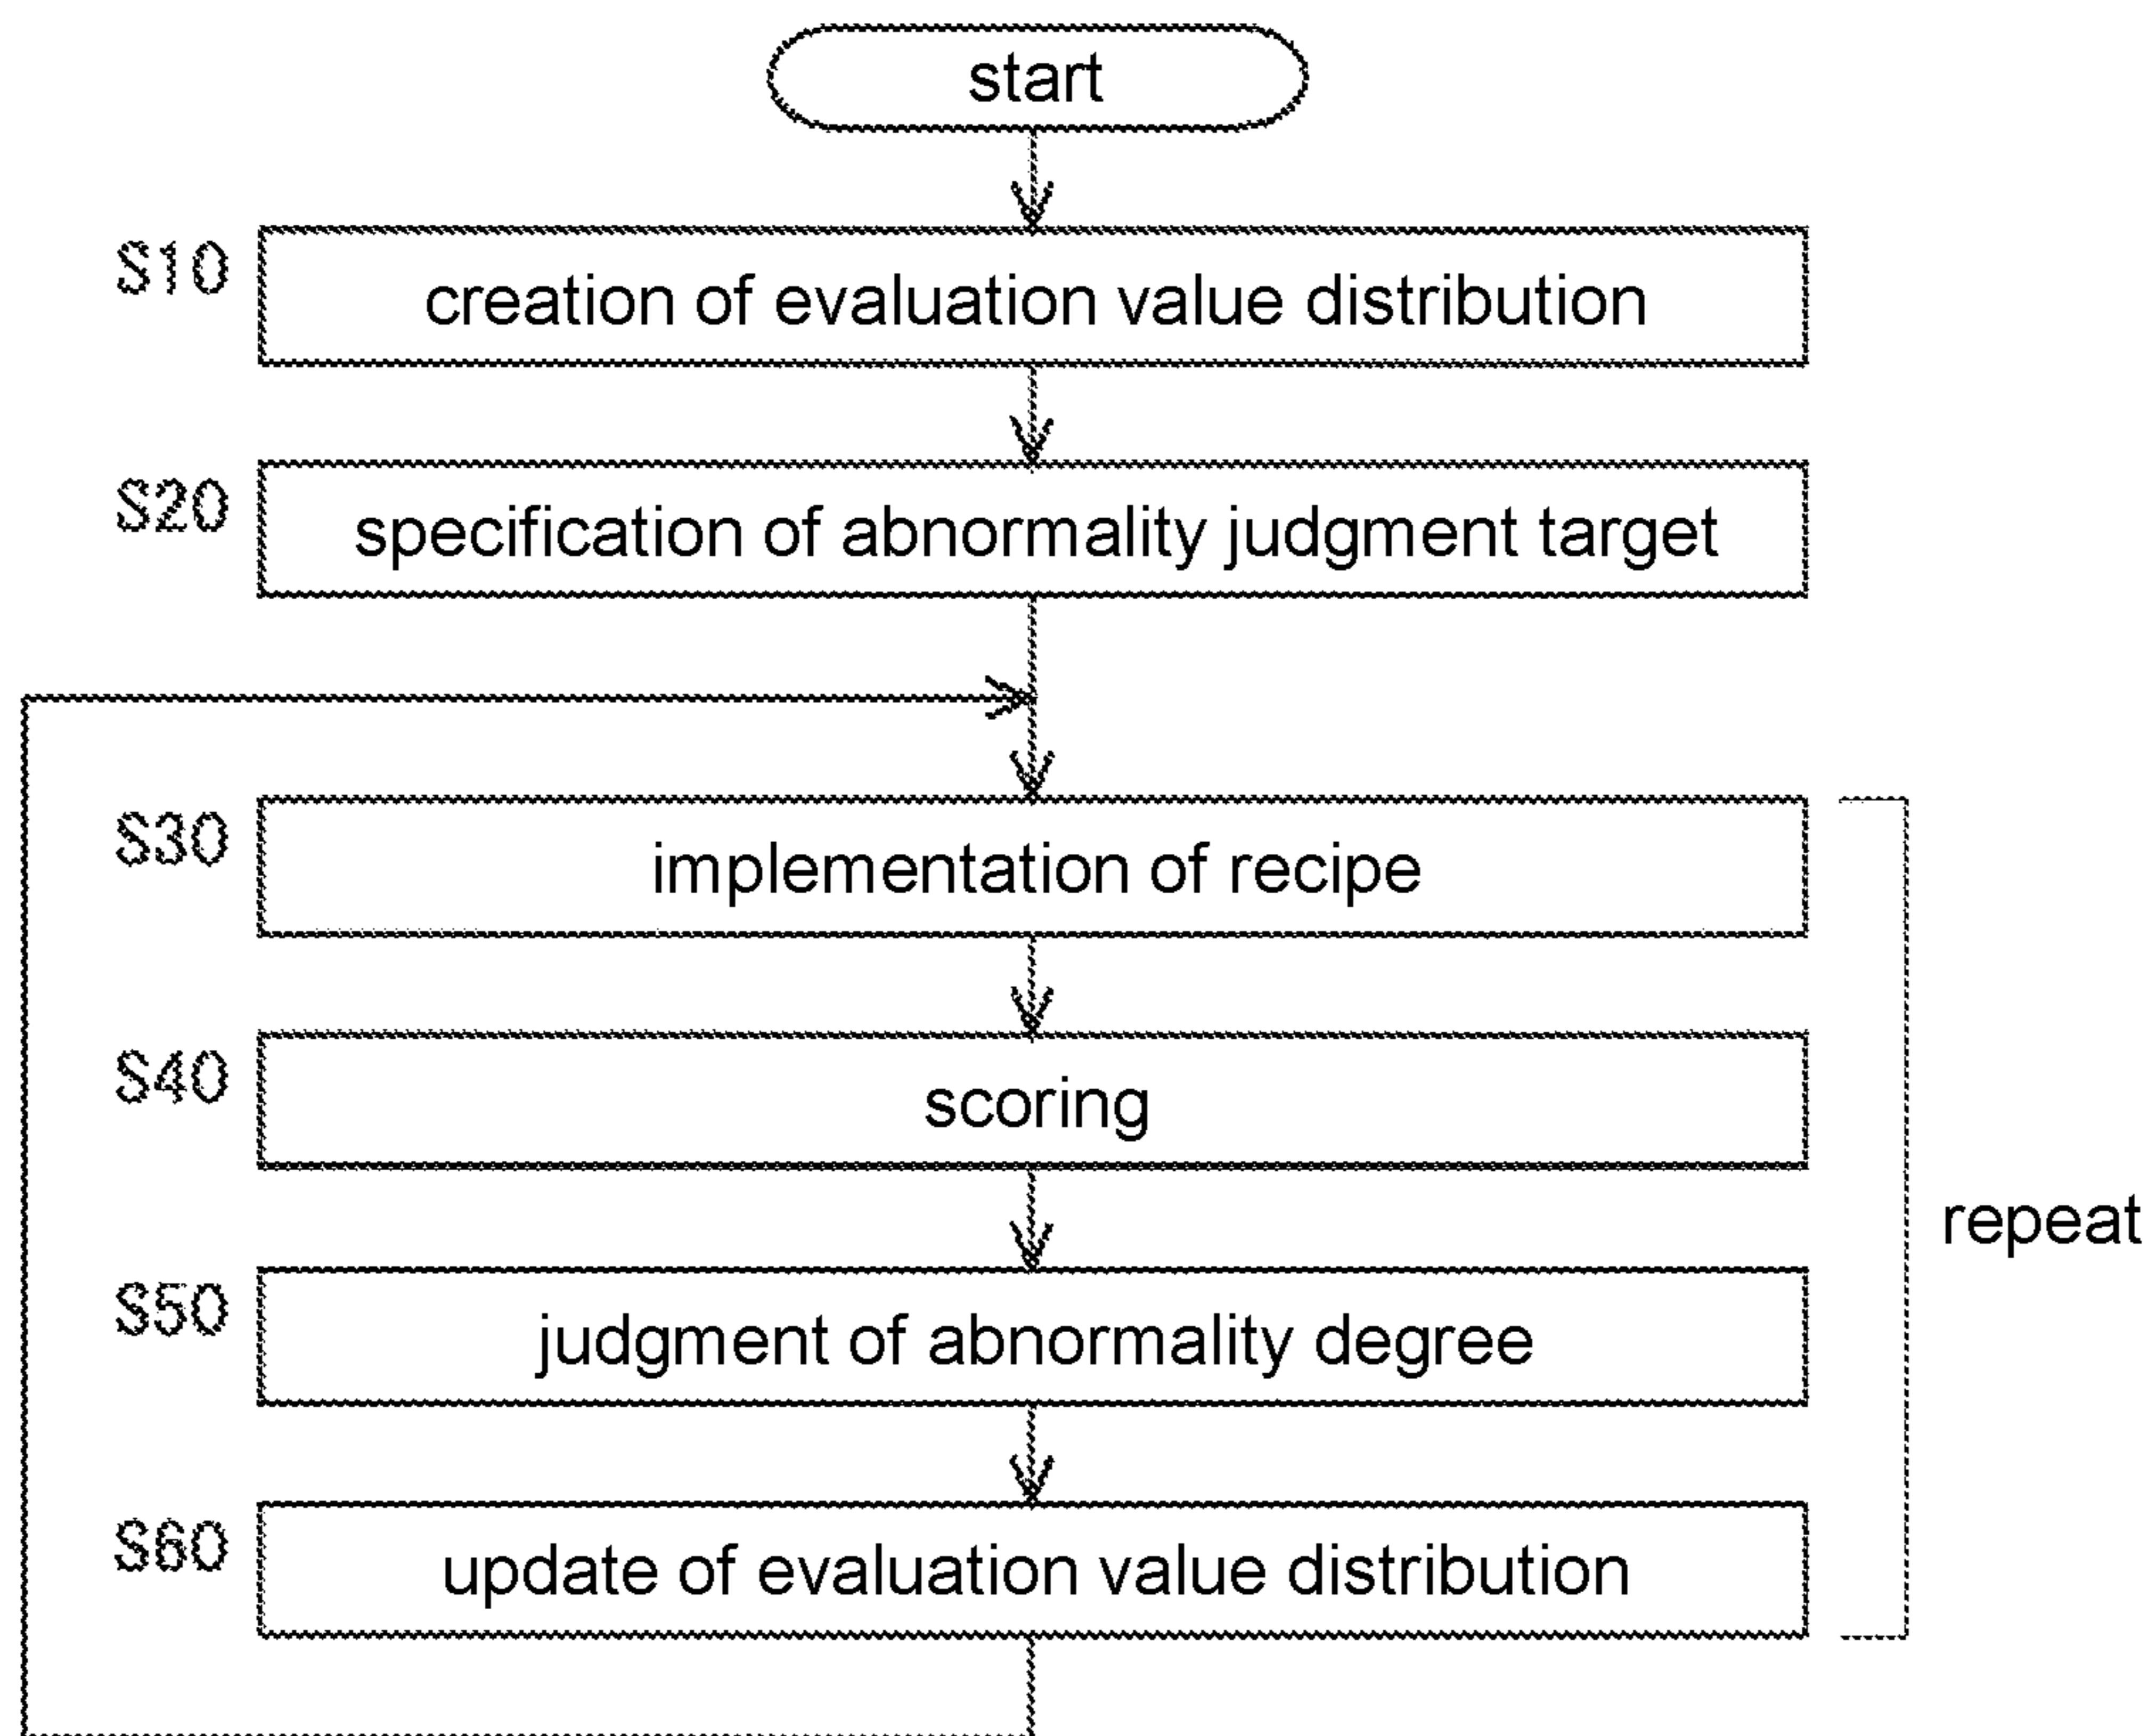 start
S10
creation of evaluation value distribution
S20
specification of abnormality judgment target
S30
implementation of recipe
S40
scoring
repeat
S50
judgment of abnormality degree
S60
update of evaluation value distribution